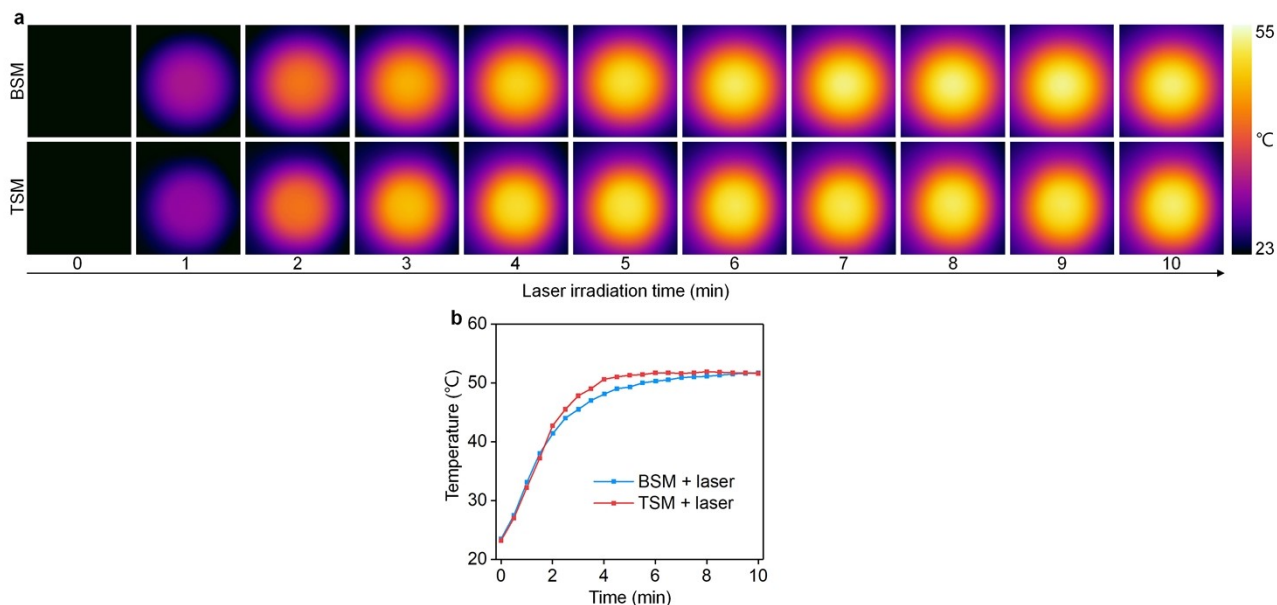 a
BSM
55
℃
TSM
23
0 1 2 3 4 5 6 7 8 9 10
Laser irradiation time (min)
b
60
50
40
30
20
Temperature (℃)
BSM + laser
TSM + laser
0 2 4 6 8 10
Time (min)